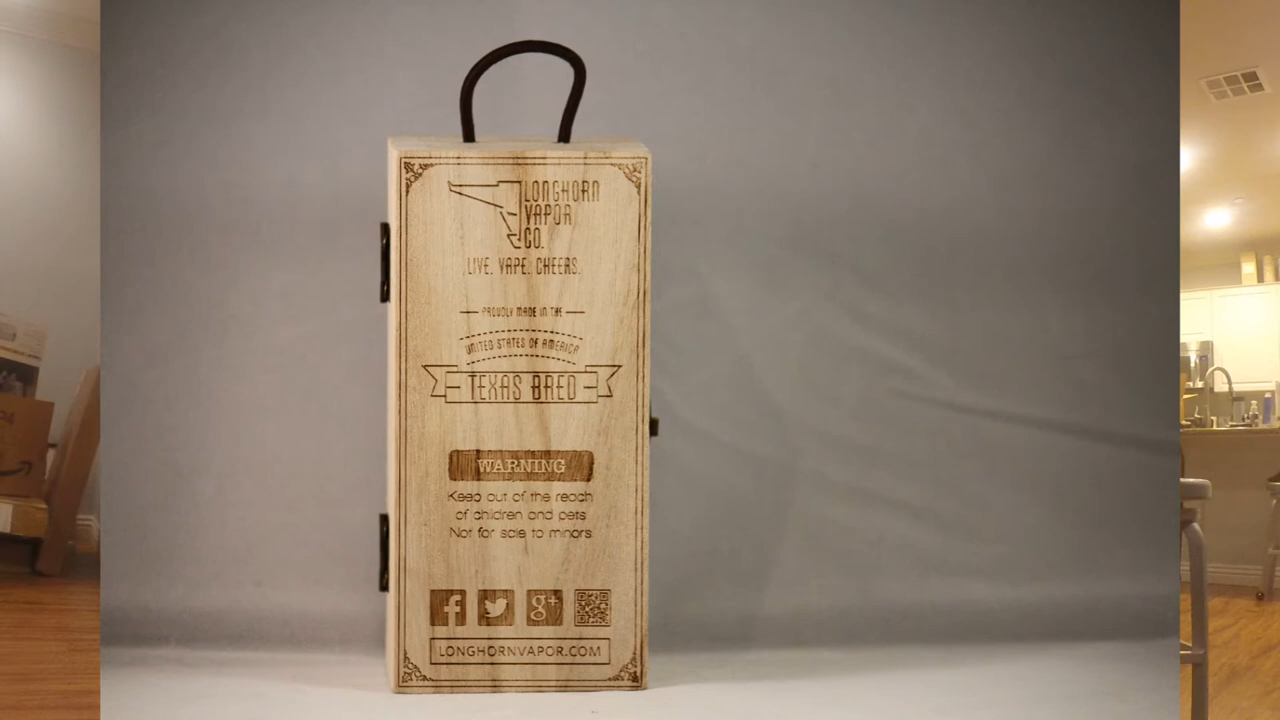 LONGHORN
VAPOR
CO.
LIVE. VAPE. CHEERS.
PROUDLY MADE IN THE
UNITED STATES OF AMERICA
TEXAS BRED
WARNING
Keep out of the reach
of children and pets
Not for sale to minors
f
g+
LONGHORNVAPOR.COM